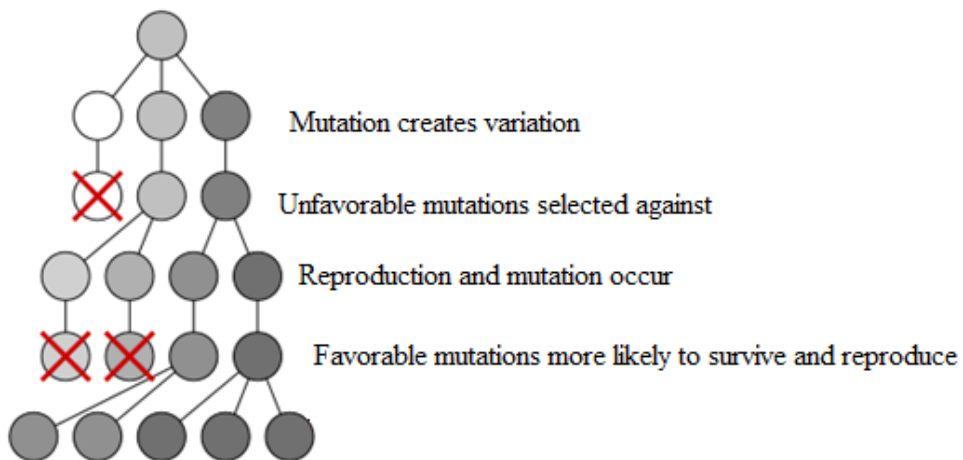 Mutation creates variation
Unfavorable mutations selected against
Reproduction and mutation occur
Favorable mutations more likely to survive and reproduce